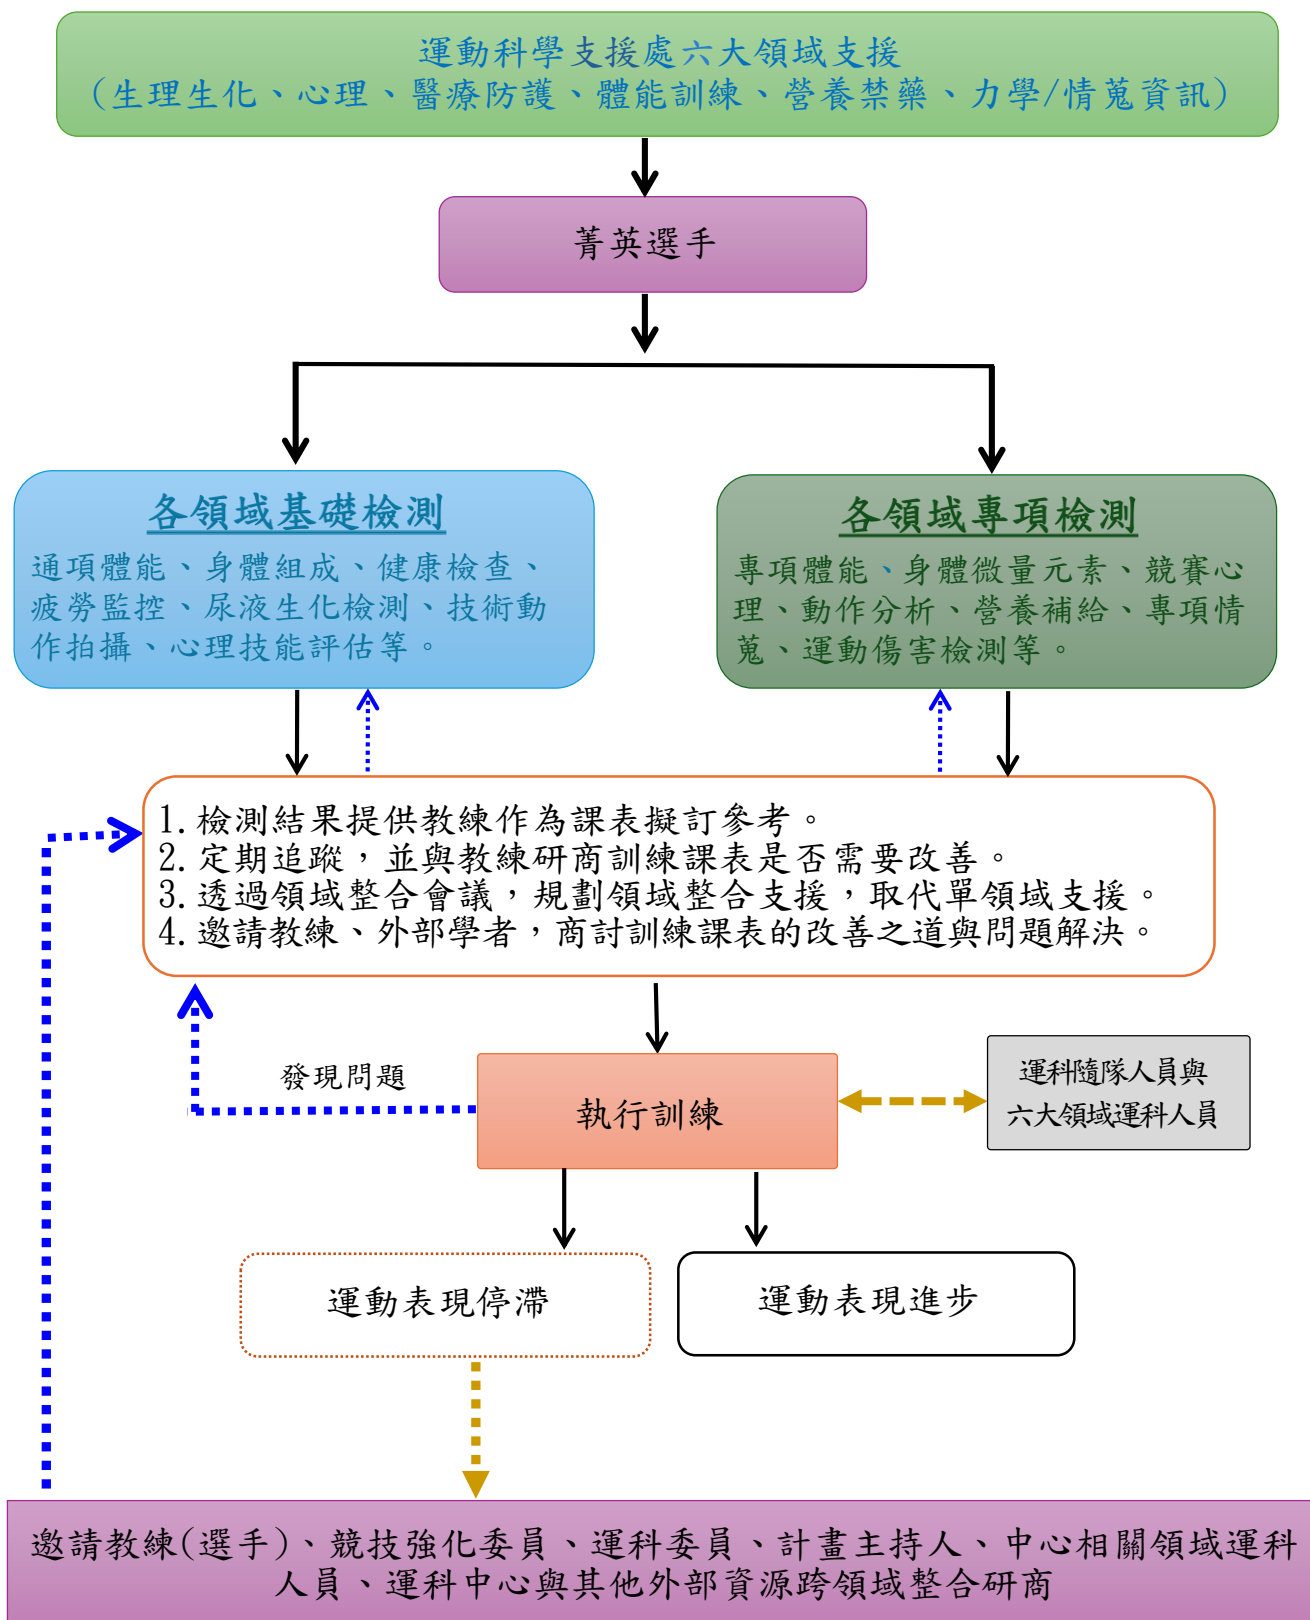 運動科學支援處六大領域支援
(生理生化、心理、醫療防護、體能訓練、營養禁藥、力學/情蒐資訊)
菁英選手
各領域基礎檢測
通項體能、身體組成、健康檢查、
疲勞監控、尿液生化檢測、技術動
作拍攝、心理技能評估等。
各領域專項檢測
專項體能、身體微量元素、競賽心
理、動作分析、營養補給、專項情
蒐、運動傷害檢測等。
1. 檢測結果提供教練作為課表擬訂參考。
2. 定期追蹤，並與教練研商訓練課表是否需要改善。
3. 透過領域整合會議，規劃領域整合支援，取代單領域支援。
4. 邀請教練、外部學者，商討訓練課表的改善之道與問題解決。
發現問題
執行訓練
運科隨隊人員與
六大領域運科人員
運動表現停滯
運動表現進步
邀請教練(選手)、競技強化委員、運科委員、計畫主持人、中心相關領域運科
人員、運科中心與其他外部資源跨領域整合研商